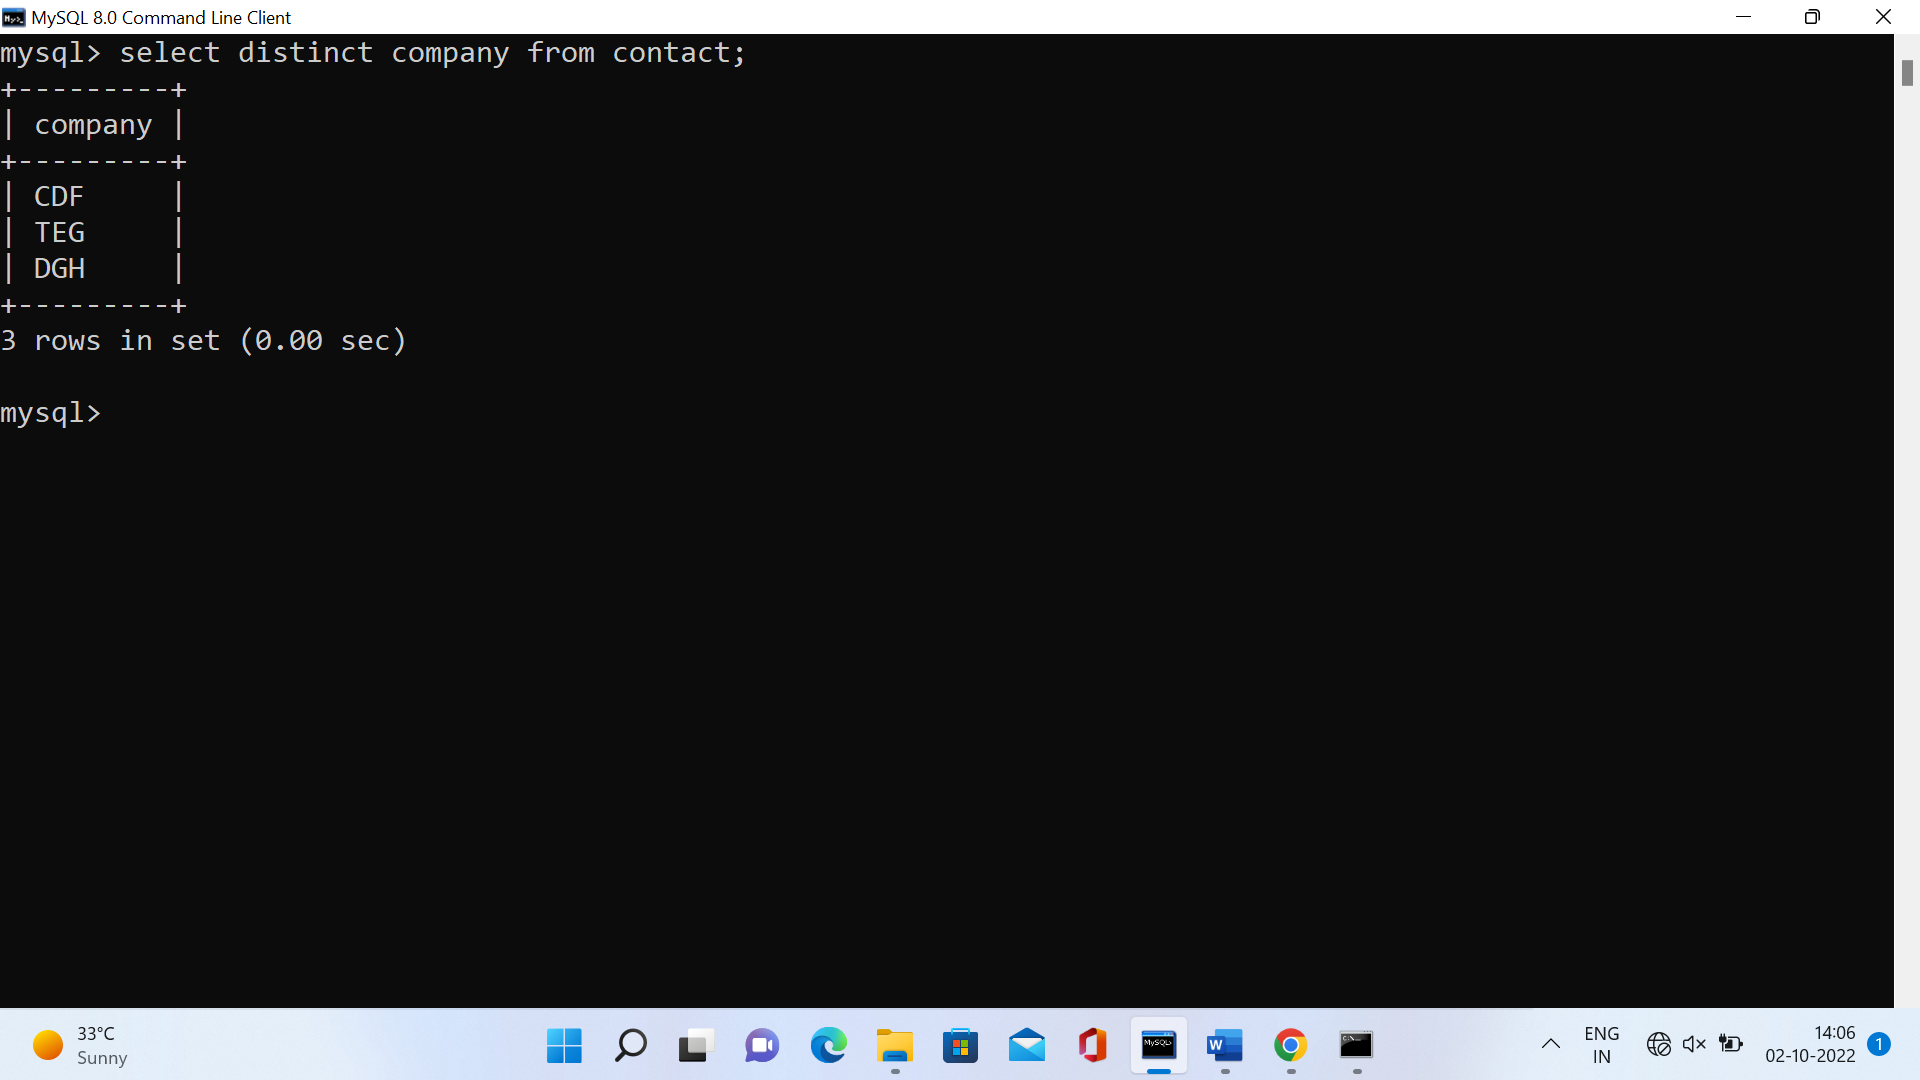 MySQL 8.0 Command Line Client
mysql> select distinct company from contact;
+---------+
| company |
+---------+
| CDF     |
| TEG     |
| DGH     |
+---------+
3 rows in set (0.00 sec)
mysql>
33°C
Sunny
MySQL>
W
C:\_
ENG
IN
14:06
02-10-2022
1